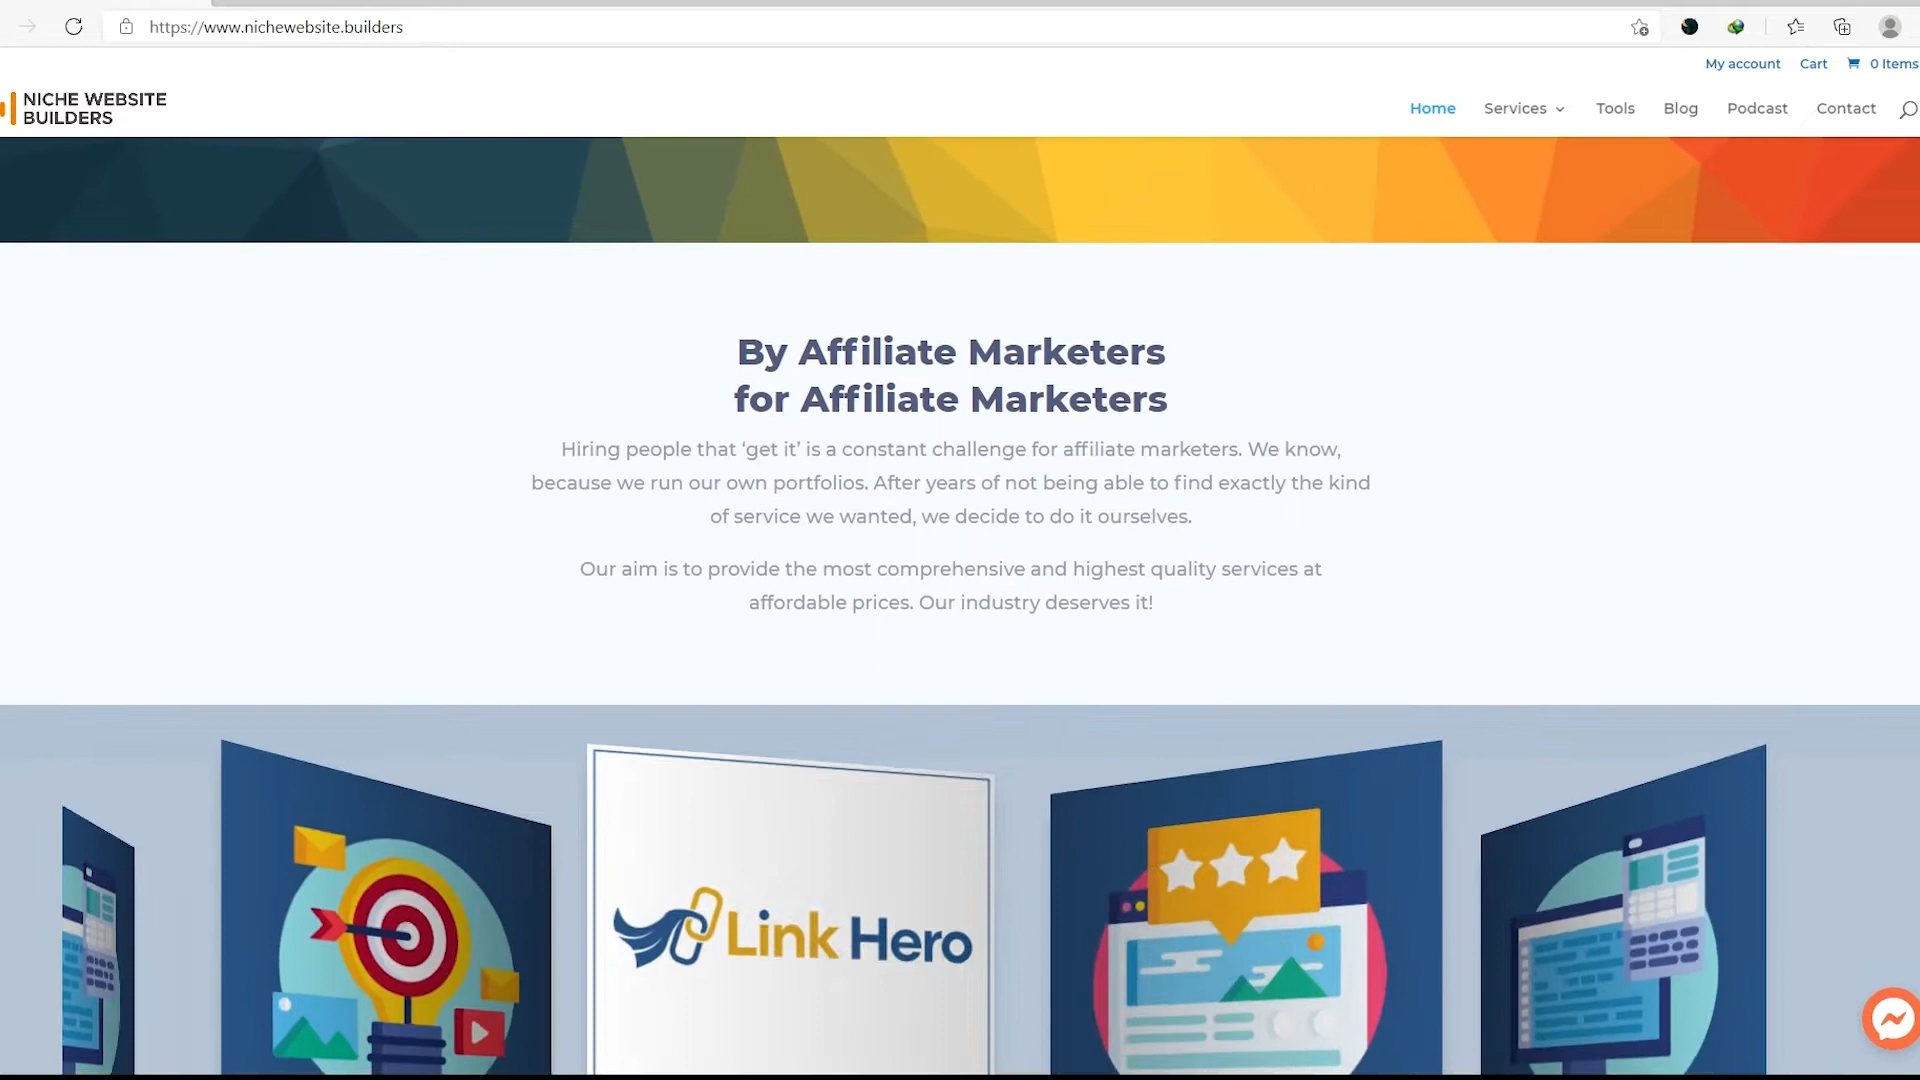 https://www.nichewebsite.builders
My account Cart 0 Items
NICHE WEBSITE
BUILDERS
Home Services Tools Blog Podcast Contact
By Affiliate Marketers
for Affiliate Marketers
Hiring people that ‘get it’ is a constant challenge for affiliate marketers. We know,
because we run our own portfolios. After years of not being able to find exactly the kind
of service we wanted, we decide to do it ourselves.
Our aim is to provide the most comprehensive and highest quality services at
affordable prices. Our industry deserves it!
Link Hero